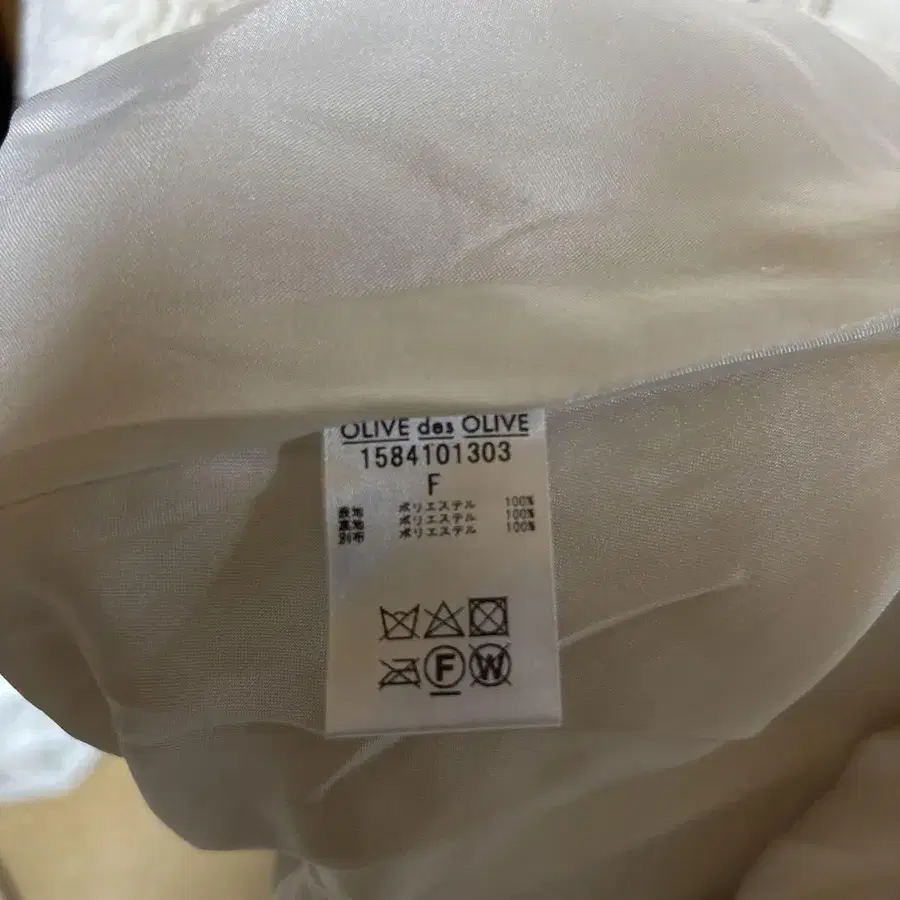 OLIVE des OLIVE
1584101303
F
表地 ポリエステル 100%
裏地 ポリエステル 100%
別布 ポリエステル 100%
F W